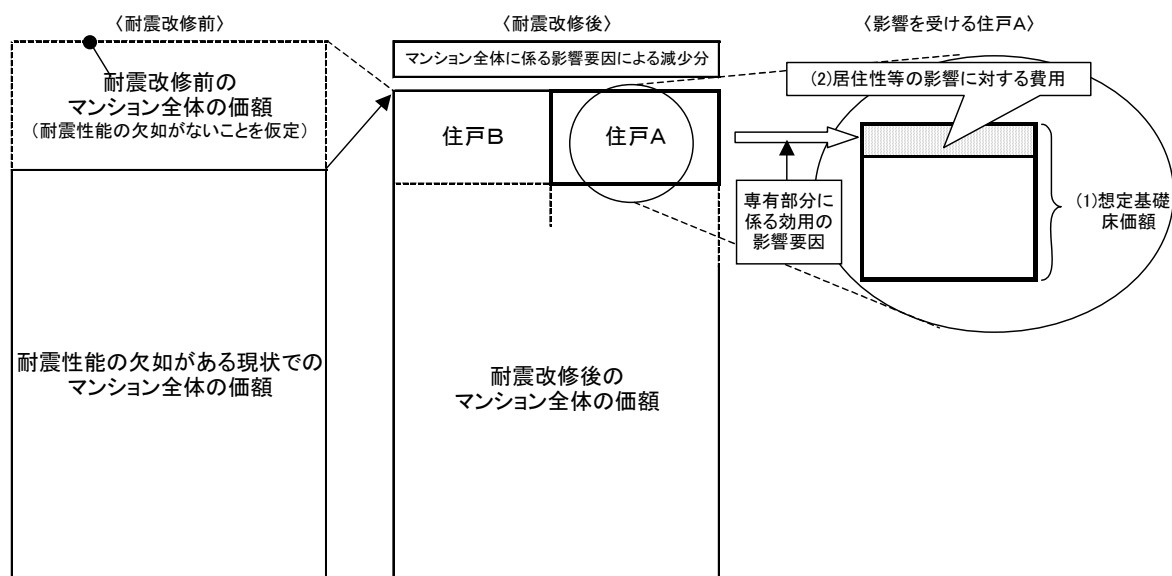 〈耐震改修前〉
耐震改修前の
マンション全体の価額
（耐震性能の欠如がないことを仮定）
耐震性能の欠如がある現状での
マンション全体の価額
〈耐震改修後〉
マンション全体に係る影響要因による減少分
住戸B
住戸A
耐震改修後の
マンション全体の価額
専有部分に
係る効用の
影響要因
〈影響を受ける住戸A〉
(2)居住性等の影響に対する費用
(1)想定基礎
床価額